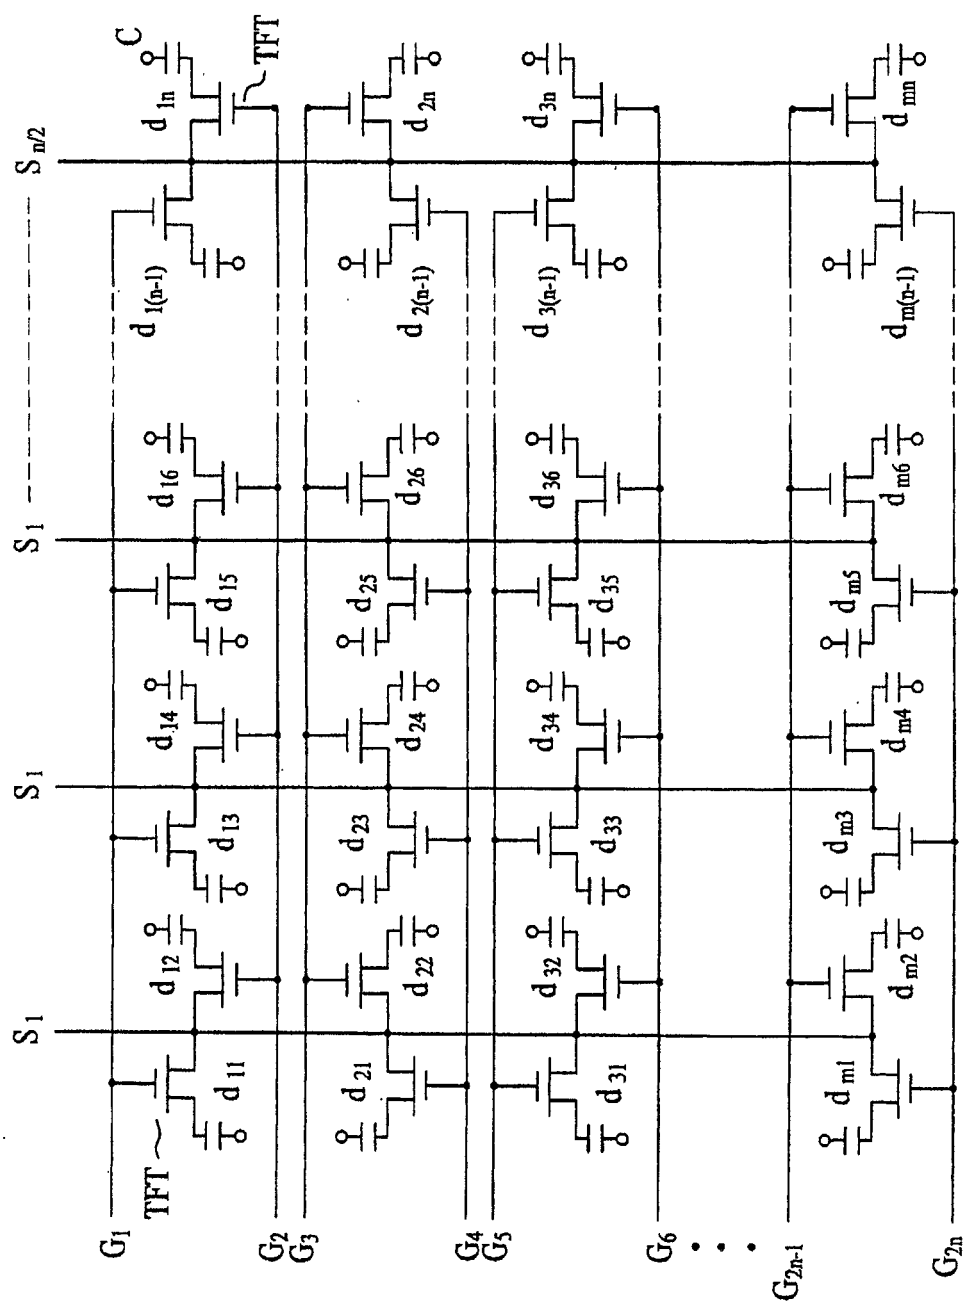 S1 S1 S1 Sn/2
TFT d11 d12 d13 d14 d15 d16 d1(n-1) d1n C TFT
d21 d22 d23 d24 d25 d26 d2(n-1) d2n
d31 d32 d33 d34 d35 d36 d3(n-1) d3n
dm1 dm2 dm3 dm4 dm5 dm6 dm(n-1) dmn
G1
G2
G3
G4
G5
G6
G2n-1
G2n